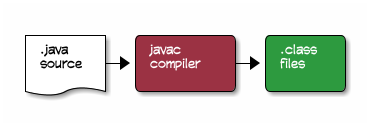 .java
source
javac
compiler
.class
files